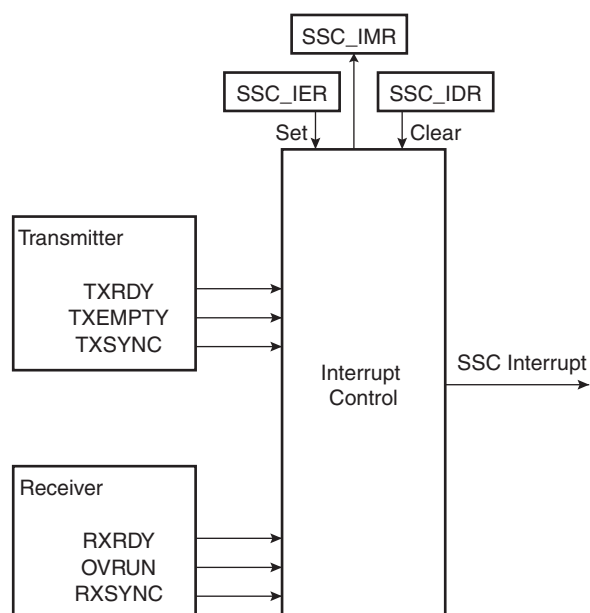 SSC_IMR
SSC_IER
SSC_IDR
Set
Clear
Transmitter
TXRDY
TXEMPTY
TXSYNC
Interrupt
Control
SSC Interrupt
Receiver
RXRDY
OVRUN
RXSYNC